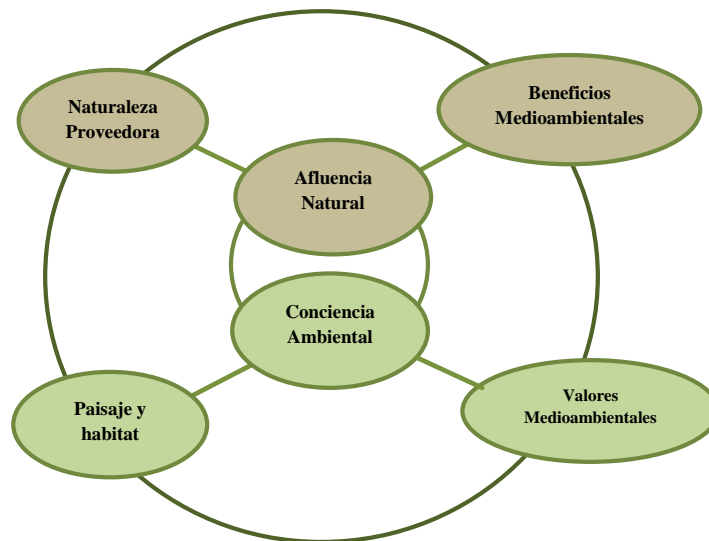 Naturaleza
Proveedora
Beneficios
Medioambientales
Afluencia
Natural
Conciencia
Ambiental
Paisaje y
habitat
Valores
Medioambientales